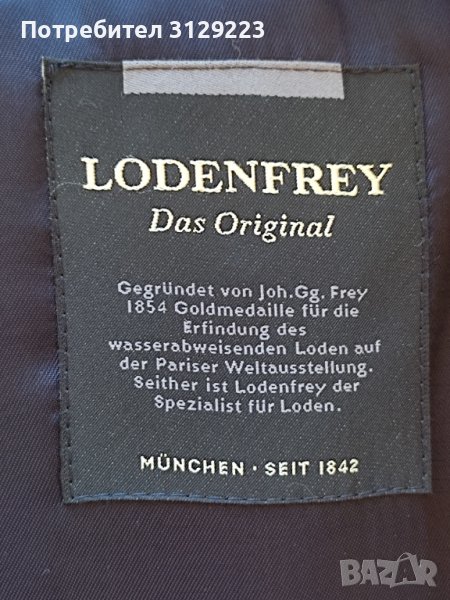 Потребител 3129223
LODENFREY
Das Original
Gegründet von Joh.Gg. Frey
1854 Goldmedaille für die
Erfindung des
wasserabweisenden Loden auf
der Pariser Weltausstellung.
Seither ist Lodenfrey der
Spezialist für Loden.
MÜNCHEN · SEIT 1842
BAZAR